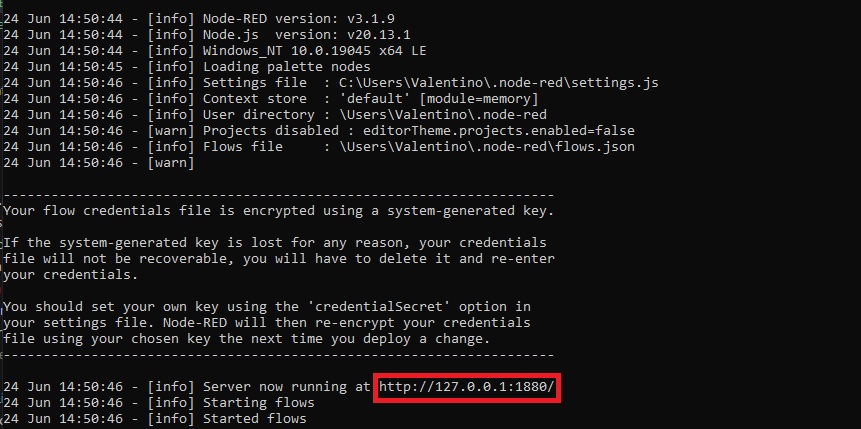 24 Jun 14:50:44 - [info] Node-RED version: v3.1.9
24 Jun 14:50:44 - [info] Node.js  version: v20.13.1
24 Jun 14:50:44 - [info] Windows_NT 10.0.19045 x64 LE
24 Jun 14:50:45 - [info] Loading palette nodes
24 Jun 14:50:46 - [info] Settings file  : C:\Users\Valentino\.node-red\settings.js
24 Jun 14:50:46 - [info] Context store  : 'default' [module=memory]
24 Jun 14:50:46 - [info] User directory : \Users\Valentino\.node-red
24 Jun 14:50:46 - [warn] Projects disabled : editorTheme.projects.enabled=false
24 Jun 14:50:46 - [info] Flows file     : \Users\Valentino\.node-red\flows.json
24 Jun 14:50:46 - [warn]
---------------------------------------------------------------------
Your flow credentials file is encrypted using a system-generated key.
If the system-generated key is lost for any reason, your credentials
file will not be recoverable, you will have to delete it and re-enter
your credentials.
You should set your own key using the 'credentialSecret' option in
your settings file. Node-RED will then re-encrypt your credentials
file using your chosen key the next time you deploy a change.
---------------------------------------------------------------------
24 Jun 14:50:46 - [info] Server now running at http://127.0.0.1:1880/
24 Jun 14:50:46 - [info] Starting flows
24 Jun 14:50:46 - [info] Started flows